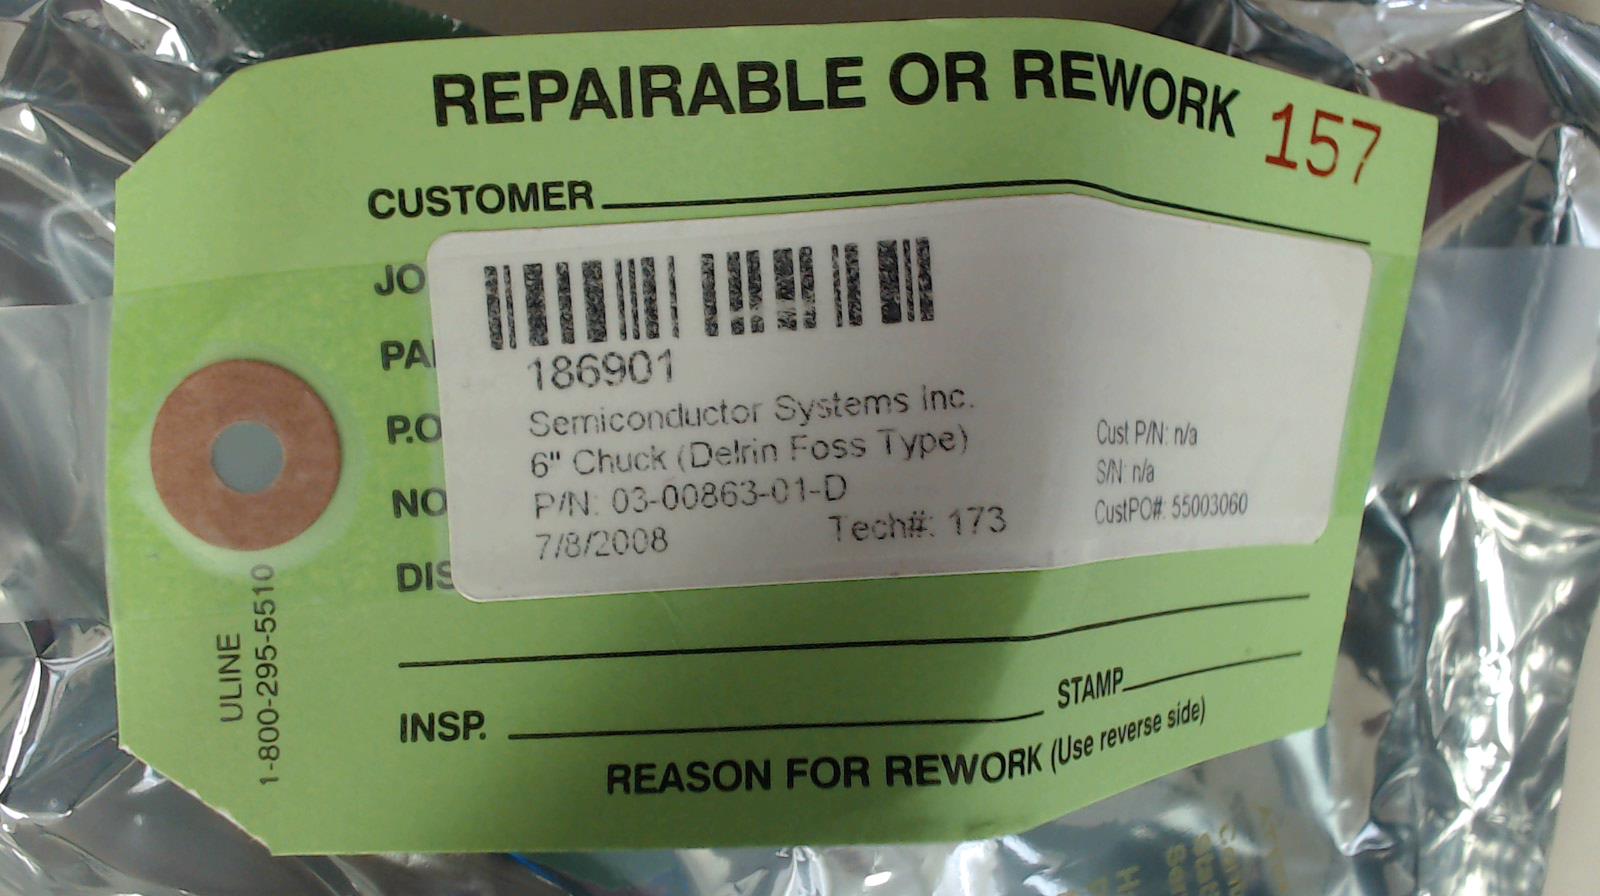 REPAIRABLE OR REWORK 157
CUSTOMER
JO
PA
P.O
NO
DIS
186901
Semiconductor Systems Inc.
6" Chuck (Delrin Foss Type)
P/N: 03-00863-01-D
7/8/2008 Tech#: 173
Cust P/N: n/a
S/N: n/a
CustPO#: 55003060
INSP.
STAMP
REASON FOR REWORK (Use reverse side)
ULINE
1-800-295-5510